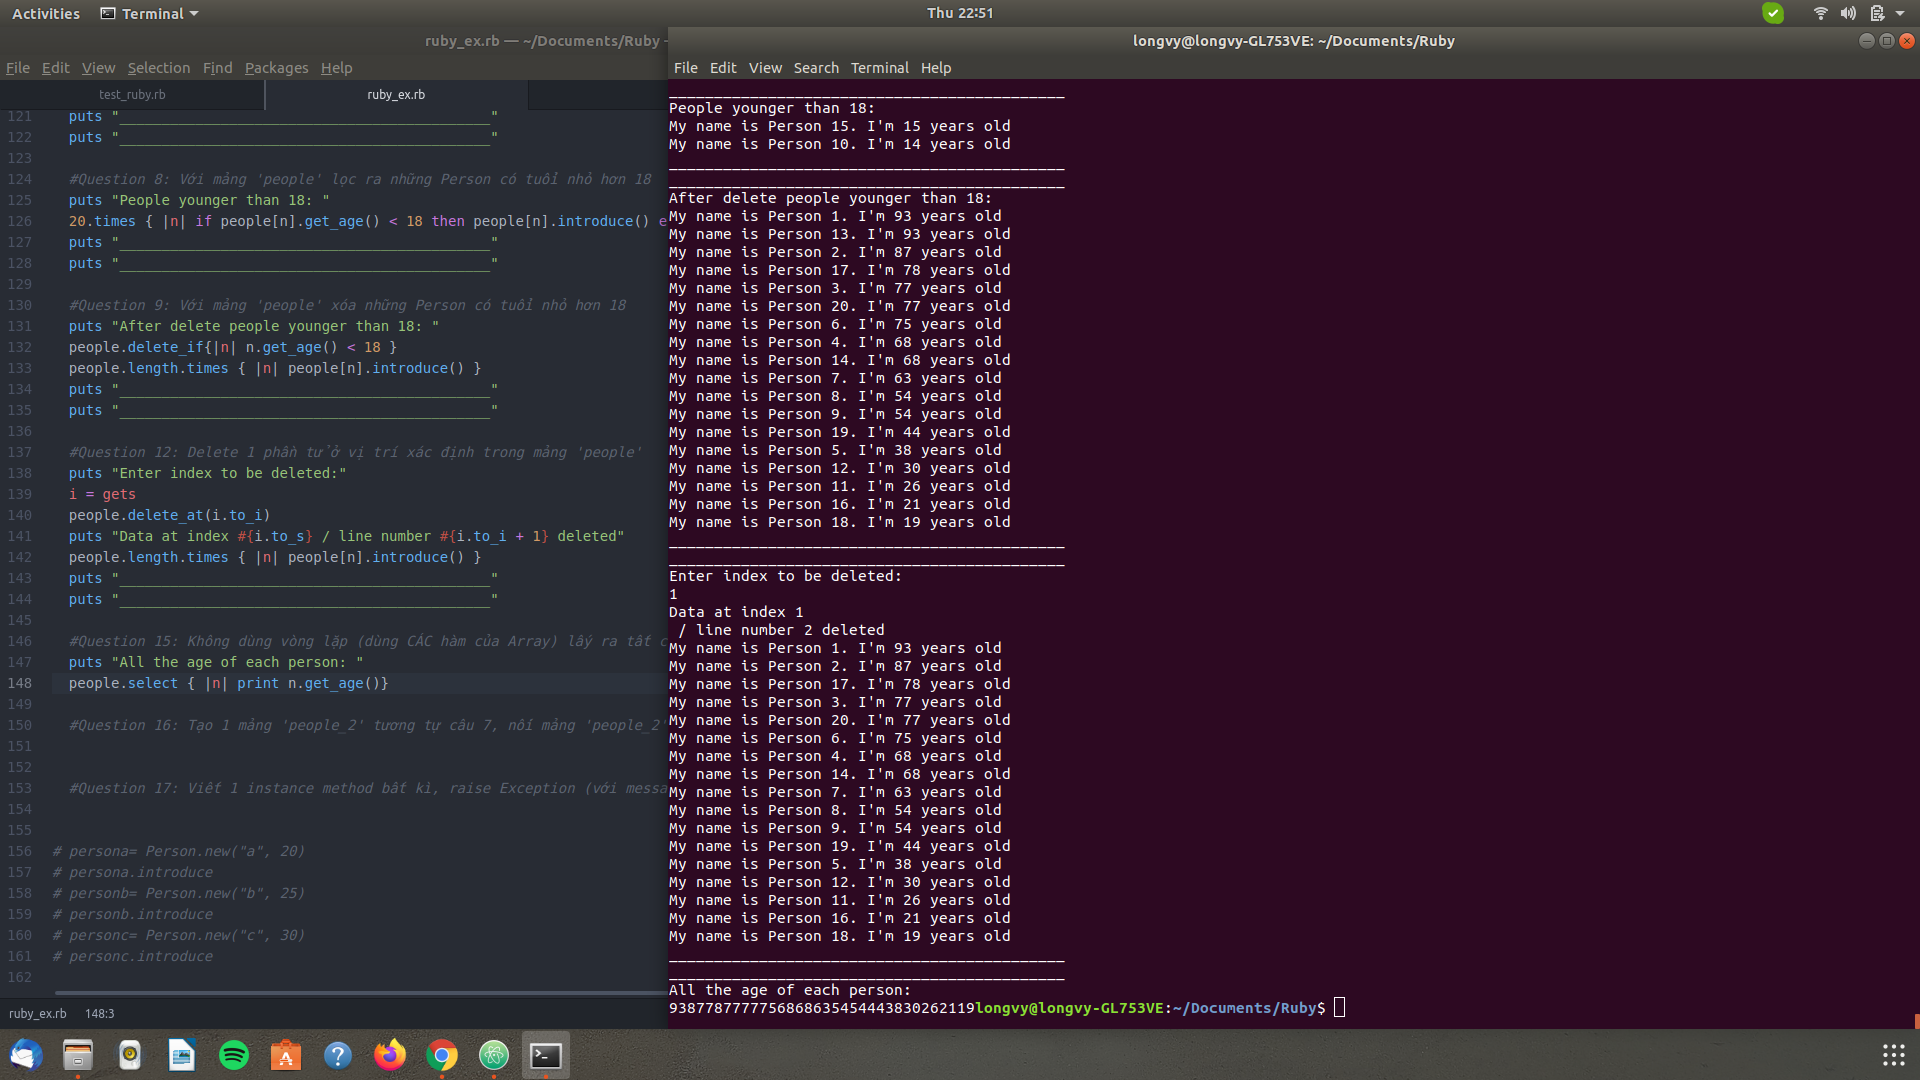 Activities Terminal Thu 22:51
ruby_ex.rb — ~/Documents/Ruby —
File Edit View Selection Find Packages Help
test_ruby.rb ruby_ex.rb
121 puts "____________________________________________"
122 puts "____________________________________________"
123
124 #Question 8: Với mảng 'people' lọc ra những Person có tuổi nhỏ hơn 18
125 puts "People younger than 18: "
126 20.times { |n| if people[n].get_age() < 18 then people[n].introduce() e
127 puts "____________________________________________"
128 puts "____________________________________________"
129
130 #Question 9: Với mảng 'people' xóa những Person có tuổi nhỏ hơn 18
131 puts "After delete people younger than 18: "
132 people.delete_if{|n| n.get_age() < 18 }
133 people.length.times { |n| people[n].introduce() }
134 puts "____________________________________________"
135 puts "____________________________________________"
136
137 #Question 12: Delete 1 phần tử ở vị trí xác định trong mảng 'people'
138 puts "Enter index to be deleted:"
139 i = gets
140 people.delete_at(i.to_i)
141 puts "Data at index #{i.to_s} / line number #{i.to_i + 1} deleted"
142 people.length.times { |n| people[n].introduce() }
143 puts "____________________________________________"
144 puts "____________________________________________"
145
146 #Question 15: Không dùng vòng lặp (dùng CÁC hàm của Array) lấy ra tất c
147 puts "All the age of each person: "
148 people.select { |n| print n.get_age()}
149
150 #Question 16: Tạo 1 mảng 'people_2' tương tự câu 7, nối mảng 'people_2'
151
152
153 #Question 17: Viết 1 instance method bất kì, raise Exception (với messa
154
155
156 # persona= Person.new("a", 20)
157 # persona.introduce
158 # personb= Person.new("b", 25)
159 # personb.introduce
160 # personc= Person.new("c", 30)
161 # personc.introduce
162
ruby_ex.rb 148:3
longvy@longvy-GL753VE: ~/Documents/Ruby
File Edit View Search Terminal Help
____________________________________________
People younger than 18:
My name is Person 15. I'm 15 years old
My name is Person 10. I'm 14 years old
____________________________________________
____________________________________________
After delete people younger than 18:
My name is Person 1. I'm 93 years old
My name is Person 13. I'm 93 years old
My name is Person 2. I'm 87 years old
My name is Person 17. I'm 78 years old
My name is Person 3. I'm 77 years old
My name is Person 20. I'm 77 years old
My name is Person 6. I'm 75 years old
My name is Person 4. I'm 68 years old
My name is Person 14. I'm 68 years old
My name is Person 7. I'm 63 years old
My name is Person 8. I'm 54 years old
My name is Person 9. I'm 54 years old
My name is Person 19. I'm 44 years old
My name is Person 5. I'm 38 years old
My name is Person 12. I'm 30 years old
My name is Person 11. I'm 26 years old
My name is Person 16. I'm 21 years old
My name is Person 18. I'm 19 years old
____________________________________________
____________________________________________
Enter index to be deleted:
1
Data at index 1
 / line number 2 deleted
My name is Person 1. I'm 93 years old
My name is Person 2. I'm 87 years old
My name is Person 17. I'm 78 years old
My name is Person 3. I'm 77 years old
My name is Person 20. I'm 77 years old
My name is Person 6. I'm 75 years old
My name is Person 4. I'm 68 years old
My name is Person 14. I'm 68 years old
My name is Person 7. I'm 63 years old
My name is Person 8. I'm 54 years old
My name is Person 9. I'm 54 years old
My name is Person 19. I'm 44 years old
My name is Person 5. I'm 38 years old
My name is Person 12. I'm 30 years old
My name is Person 11. I'm 26 years old
My name is Person 16. I'm 21 years old
My name is Person 18. I'm 19 years old
____________________________________________
____________________________________________
All the age of each person:
9387787777756868635454443830262119longvy@longvy-GL753VE:~/Documents/Ruby$